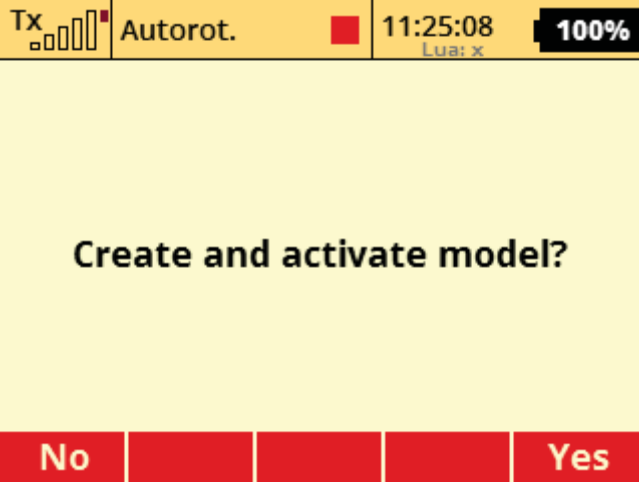 Tx
Autorot.
11:25:08
Lua: x
100%
Create and activate model?
No
Yes